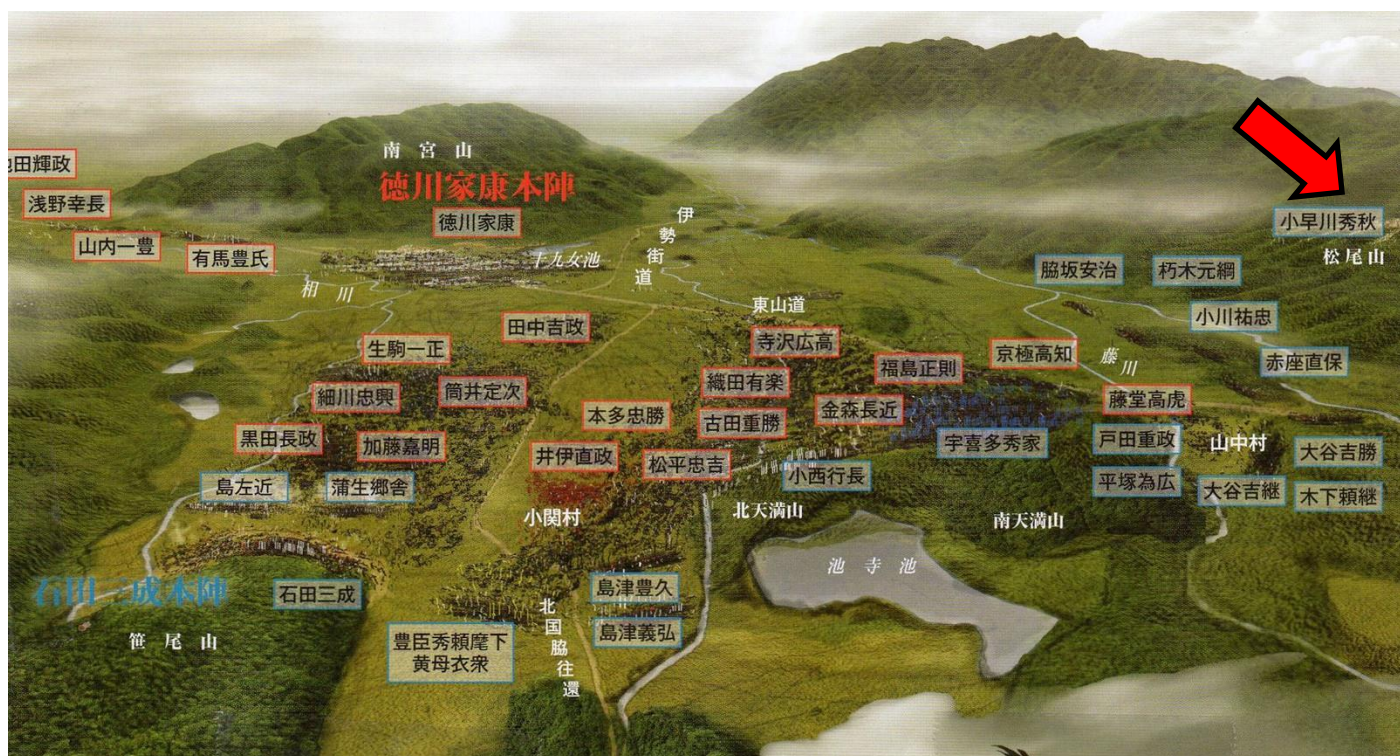 南宮山
徳川家康本陣
池田輝政
浅野幸長
徳川家康
伊勢街道
小早川秀秋
山内一豊
有馬豊氏
十九女池
松尾山
相川
脇坂安治
朽木元綱
東山道
小川祐忠
田中吉政
生駒一正
寺沢広高
京極高知
藤川
赤座直保
福島正則
織田有楽
細川忠興
筒井定次
藤堂高虎
本多忠勝
古田重勝
金森長近
黒田長政
加藤嘉明
宇喜多秀家
戸田重政
山中村
大谷吉勝
井伊直政
松平忠吉
小西行長
平塚為広
島左近
蒲生郷舎
大谷吉継
木下頼継
小関村
北天満山
南天満山
池寺池
石田三成本陣
石田三成
島津豊久
笹尾山
豊臣秀頼麾下
黄母衣衆
北国脇往還
島津義弘